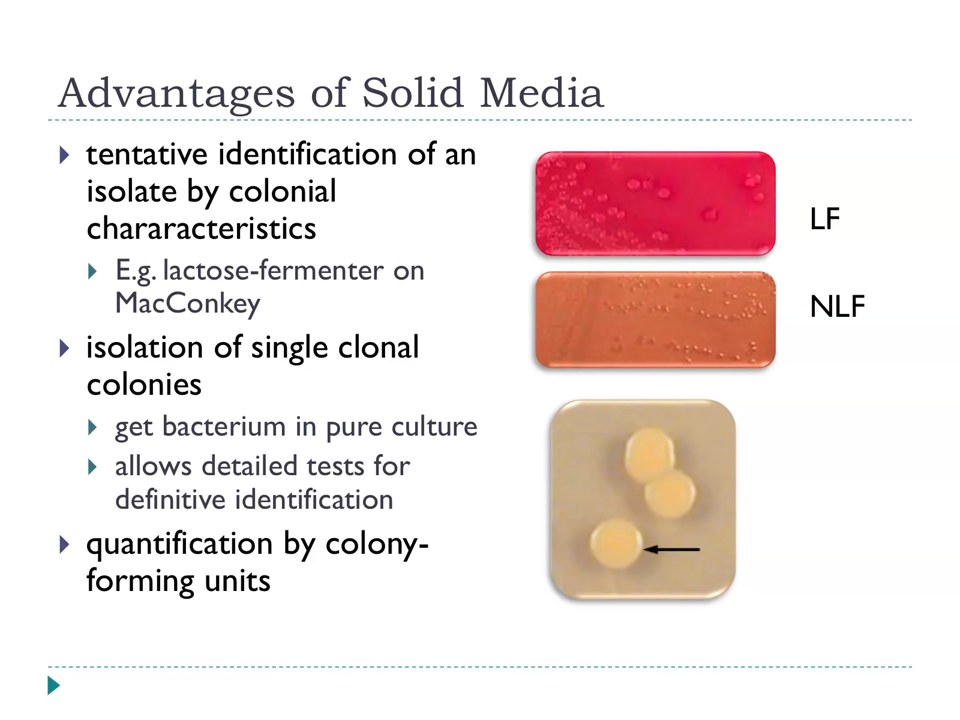 Advantages of Solid Media
tentative identification of an
isolate by colonial
chararacteristics
E.g. lactose-fermenter on
MacConkey
isolation of single clonal
colonies
get bacterium in pure culture
allows detailed tests for
definitive identification
quantification by colony-
forming units
LF
NLF